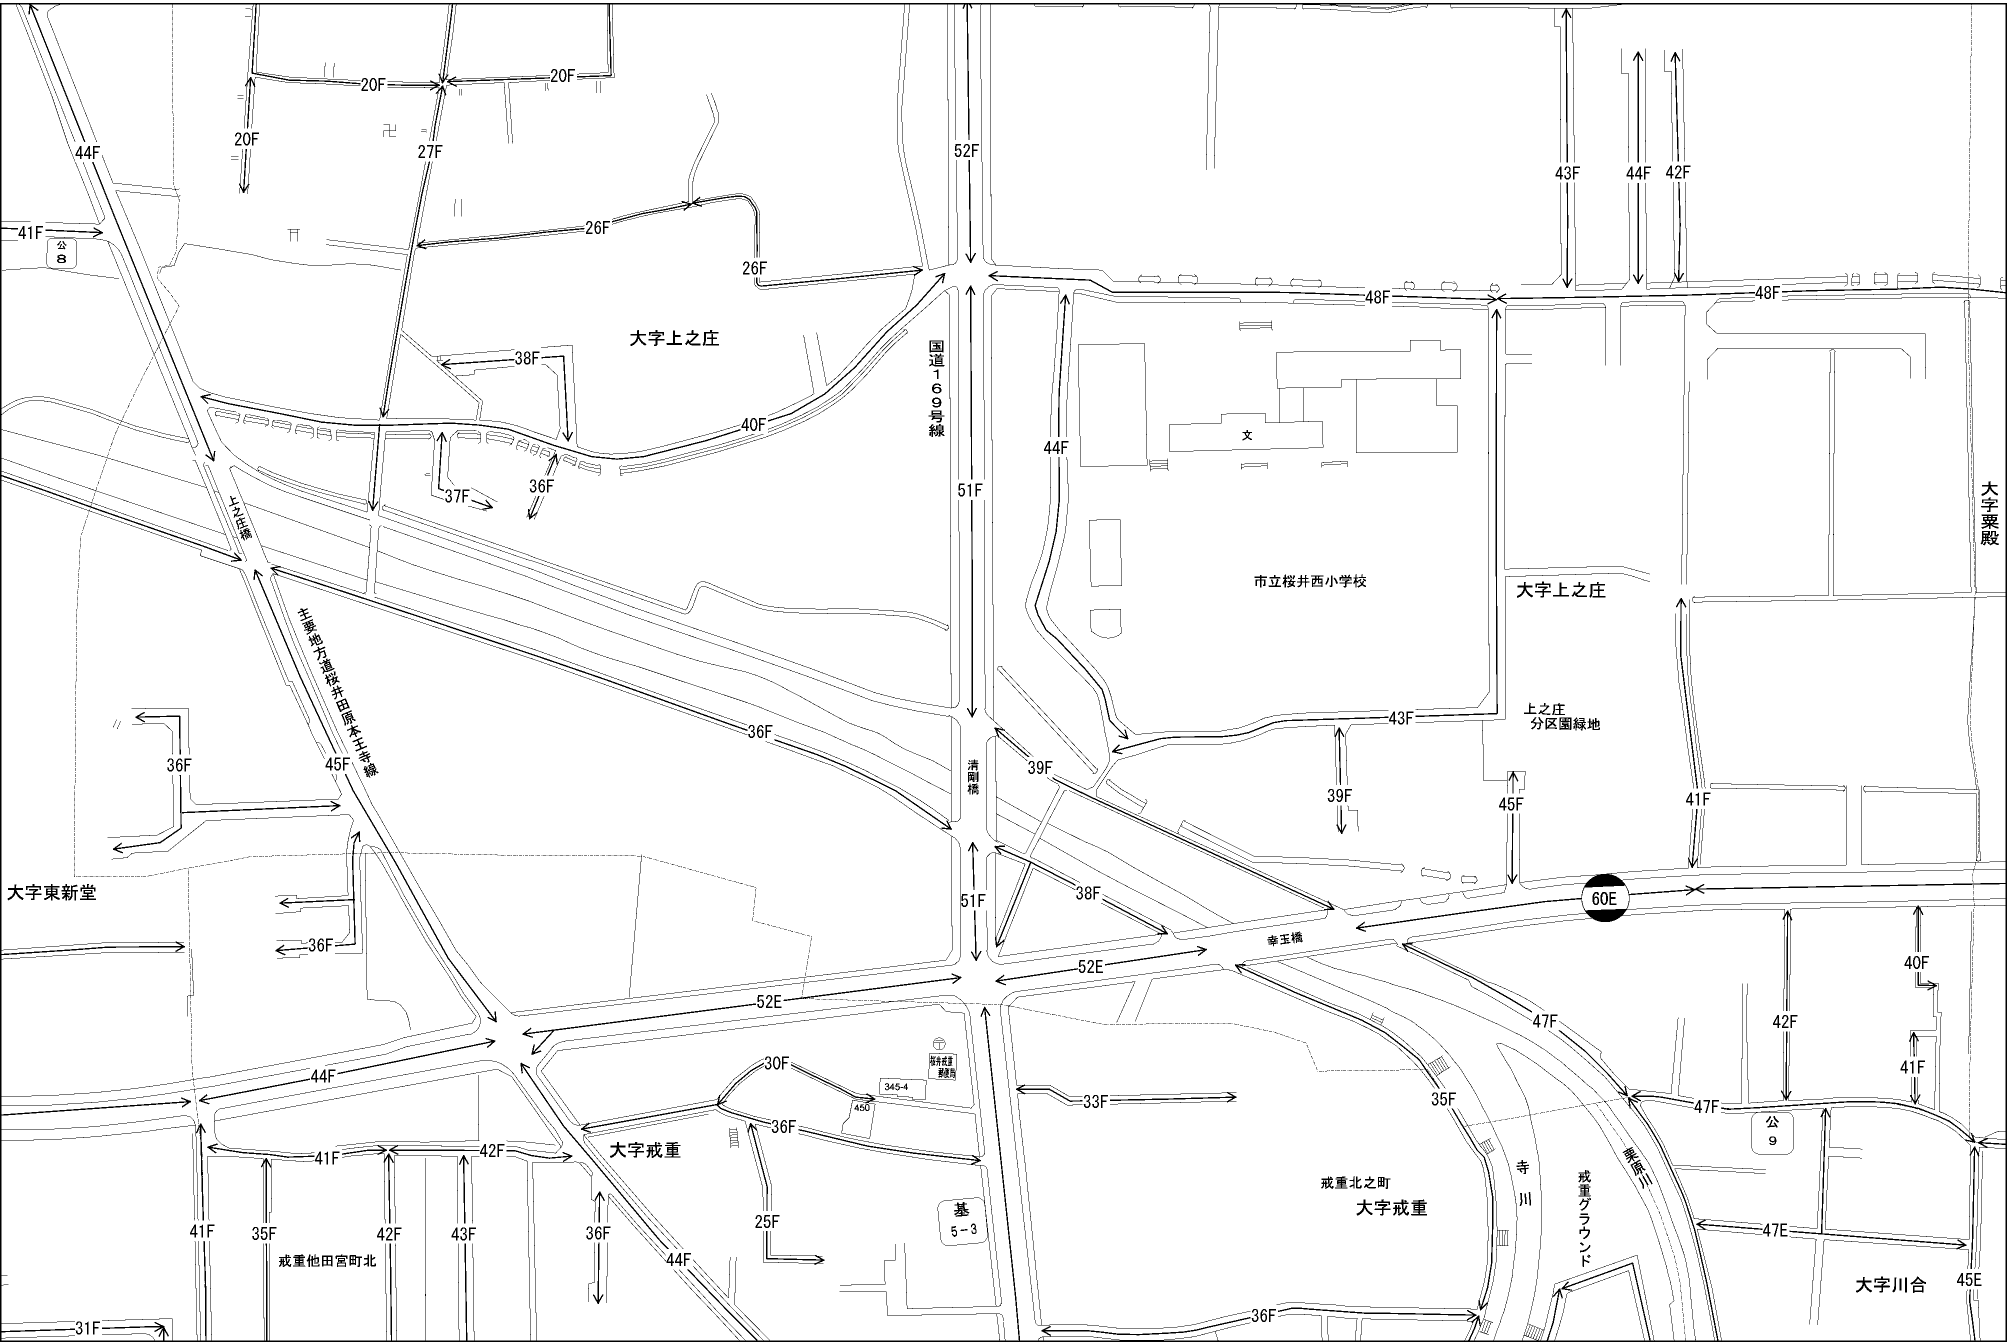 20F
20F
20F
44F
27F
52F
43F
44F
42F
41F
公
8
26F
26F
48F
48F
大字上之庄
国道169号線
38F
40F
44F
文
37F
36F
51F
上之庄橋
大字粟殿
市立桜井西小学校
大字上之庄
主要地方道桜井田原本王寺線
上之庄
分区園緑地
43F
36F
36F
45F
清剛橋
39F
39F
45F
41F
大字東新堂
38F
51F
60E
36F
幸玉橋
52E
52E
40F
47F
42F
桜井戒重
郵便局
30F
345-4
450
44F
33F
35F
41F
47F
36F
公
9
41F
42F
大字戒重
栗原川
寺川
戒重グラウンド
戒重北之町
大字戒重
基
5-3
25F
41F
35F
42F
43F
36F
44F
47E
戒重他田宮町北
45E
大字川合
36F
31F